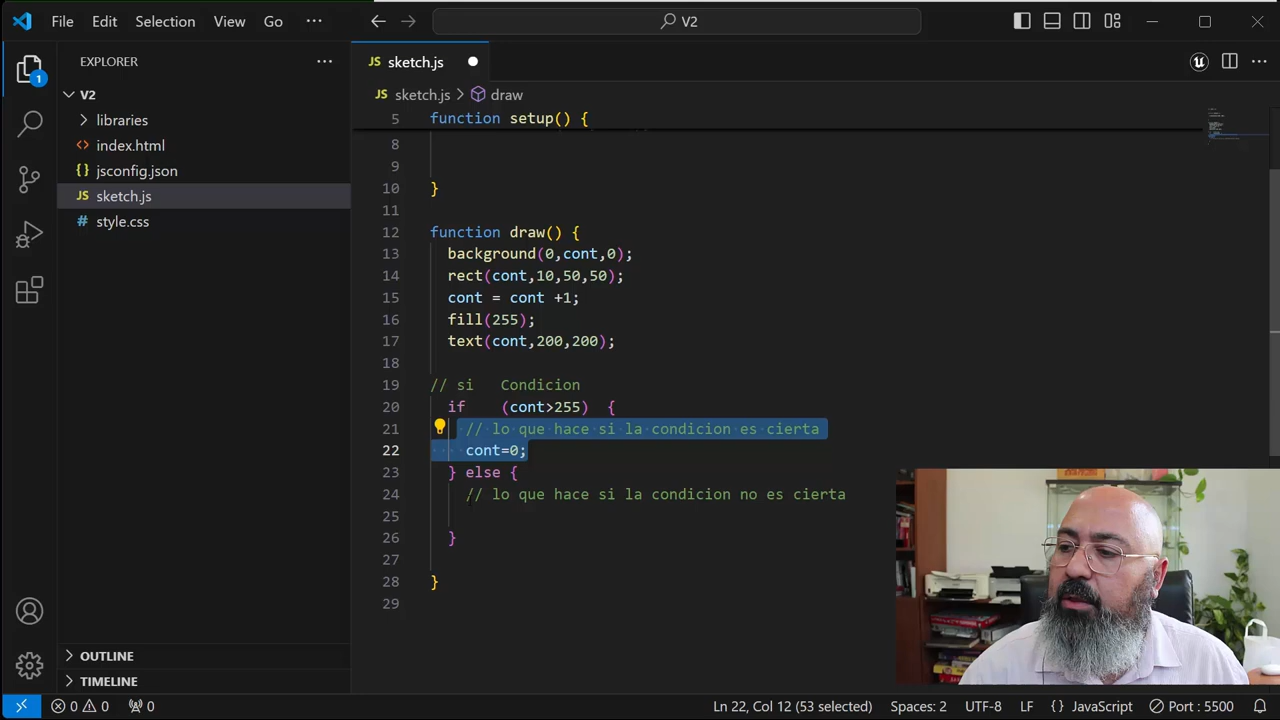 File Edit Selection View Go ··· V2
EXPLORER ···
V2
libraries
index.html
jsconfig.json
sketch.js
style.css
OUTLINE
TIMELINE
JS sketch.js
JS sketch.js > draw
5 function setup() {
8
9
10 }
11
12 function draw() {
13 background(0,cont,0);
14 rect(cont,10,50,50);
15 cont = cont +1;
16 fill(255);
17 text(cont,200,200);
18
19 // si   Condicion
20 if    (cont>255)  {
21 // lo que hace si la condicion es cierta
22 cont=0;
23 } else {
24 // lo que hace si la condicion no es cierta
25
26 }
27
28 }
29
0 0 0 Ln 22, Col 12 (53 selected) Spaces: 2 UTF-8 LF {} JavaScript Port : 5500